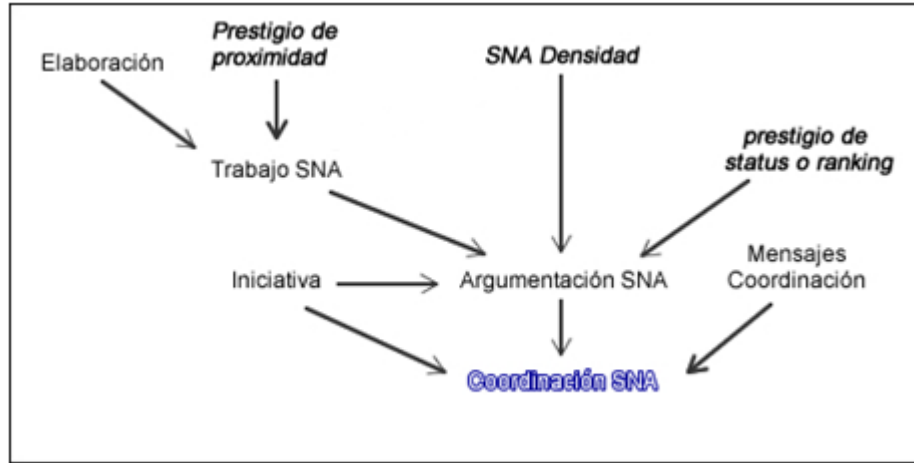 Prestigio de
proximidad
Elaboración
SNA Densidad
prestigio de
status o ranking
Trabajo SNA
Mensajes
Coordinación
Iniciativa
Argumentación SNA
Coordinación SNA